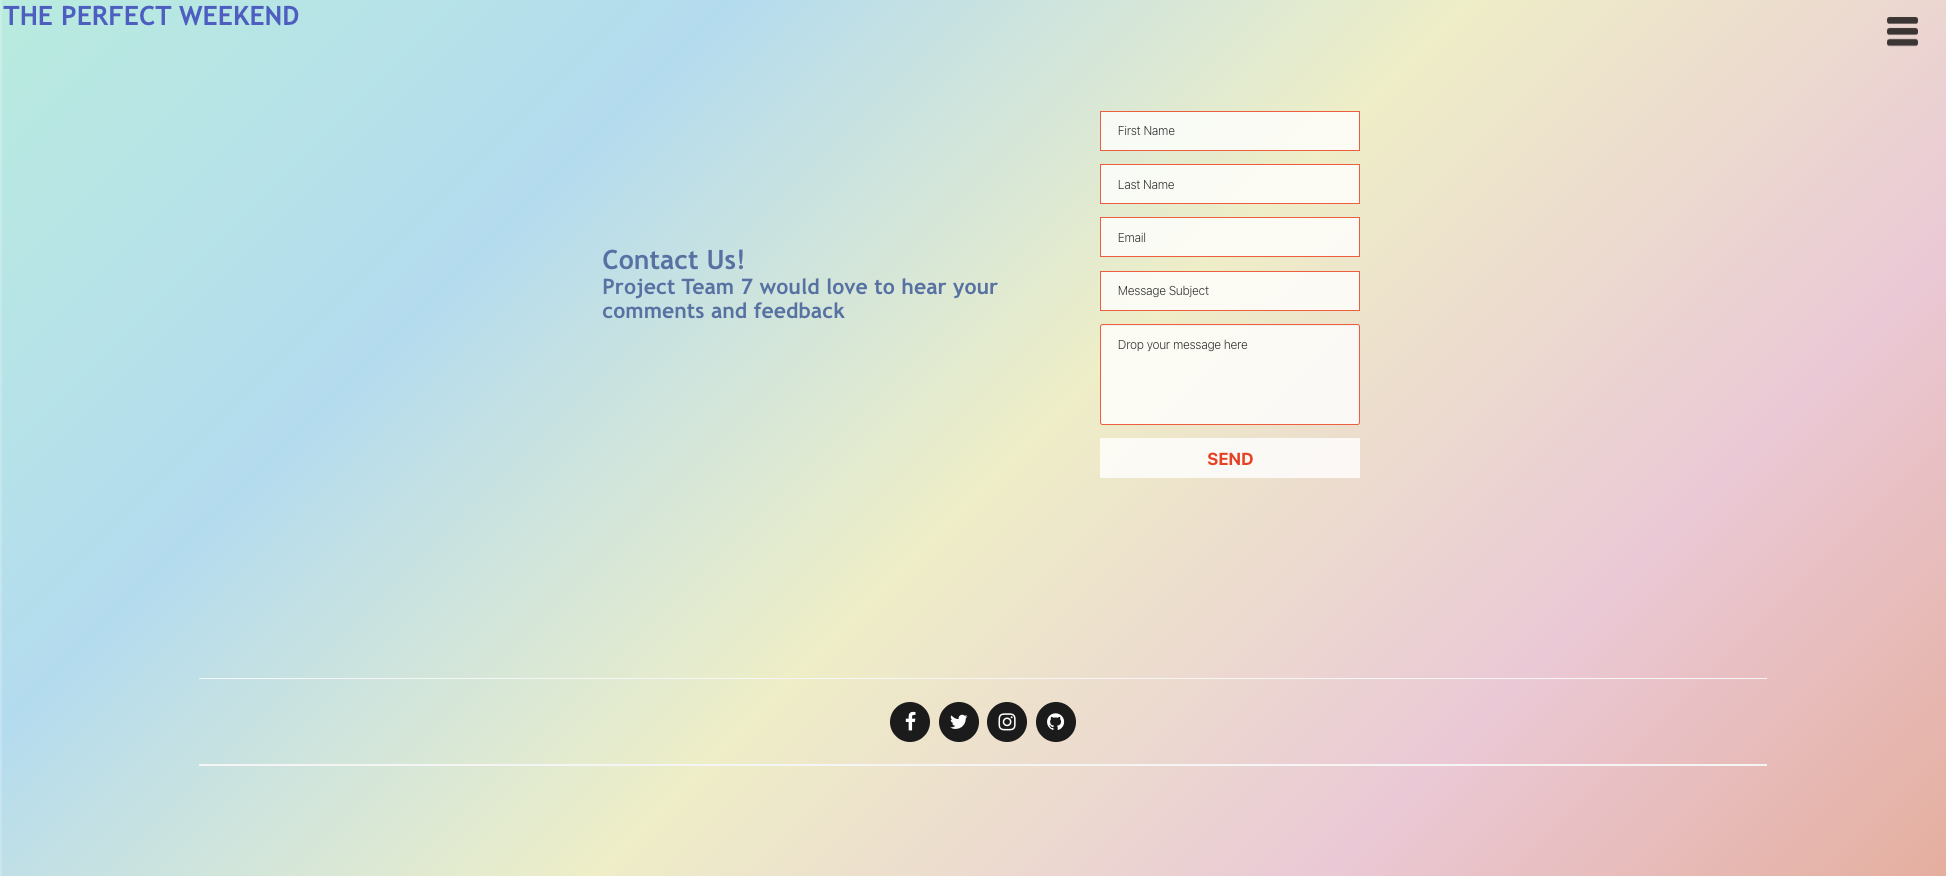 THE PERFECT WEEKEND
Contact Us!
Project Team 7 would love to hear your
comments and feedback
First Name
Last Name
Email
Message Subject
Drop your message here
SEND